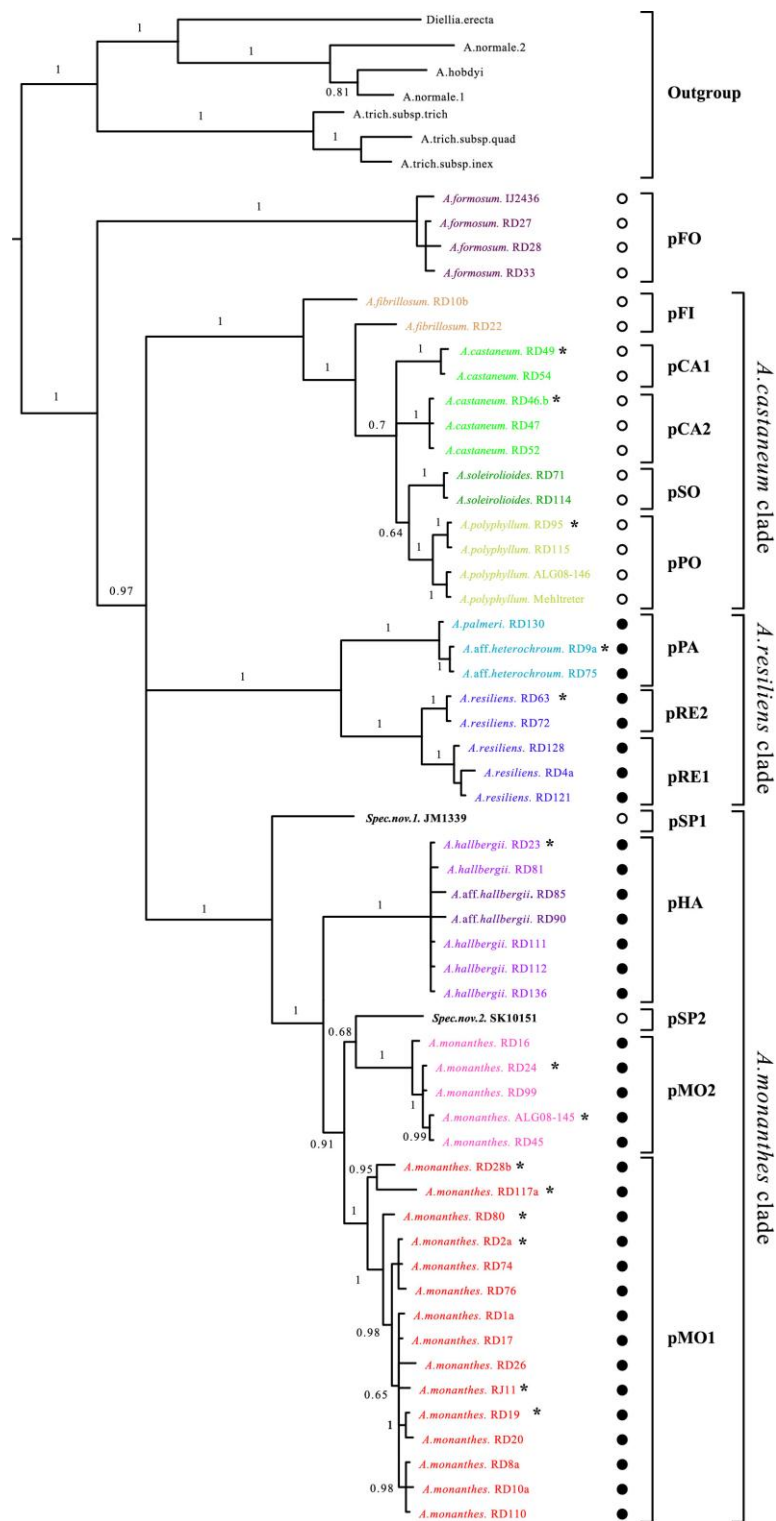 Diellia.erecta
1
1
A.normale.2
1
A.hobdyi
0.81
A.normale.1
Outgroup
A.trich.subsp.trich
1
1
A.trich.subsp.quad
A.trich.subsp.inex
A.formosum. IJ2436
1
A.formosum. RD27
pFO
A.formosum. RD28
A.formosum. RD33
A.fibrillosum. RD10b
pFI
1
A.fibrillosum. RD22
1
A.castaneum. RD49 *
1
pCA1
A.castaneum. RD54
1
A.castaneum. RD46.b *
0.7
1
A.castaneum. RD47
pCA2
A.castaneum. RD52
A.soleirolioides. RD71
1
pSO
A.soleirolioides. RD114
0.64
A.polyphyllum. RD95 *
1
A.polyphyllum. RD115
1
pPO
A.polyphyllum. ALG08-146
1
A.polyphyllum. Mehltreter
A.castaneum clade
1
0.97
A.palmeri. RD130
1
A.aff.heterochroum. RD9a *
pPA
1
A.aff.heterochroum. RD75
1
A.resiliens. RD63 *
1
pRE2
A.resiliens. RD72
1
A.resiliens. RD128
1
A.resiliens. RD4a
pRE1
A.resiliens. RD121
A.resiliens clade
Spec.nov.1. JM1339
pSP1
A.hallbergii. RD23 *
A.hallbergii. RD81
A.aff.hallbergii. RD85
pHA
1
A.aff.hallbergii. RD90
1
A.hallbergii. RD111
A.hallbergii. RD112
A.hallbergii. RD136
1
Spec.nov.2. SK10151
pSP2
0.68
A.monanthes. RD16
1
A.monanthes. RD24 *
A.monanthes. RD99
pMO2
1
A.monanthes. ALG08-145 *
0.99
A.monanthes. RD45
0.91
A.monanthes. RD28b *
0.95
A.monanthes. RD117a *
1
A.monanthes. RD80 *
A.monanthes. RD2a *
1
A.monanthes. RD74
A.monanthes. RD76
A.monanthes. RD1a
0.98
A.monanthes. RD17
pMO1
A.monanthes. RD26
A.monanthes. RJ11 *
0.65
A.monanthes. RD19 *
1
A.monanthes. RD20
A.monanthes. RD8a
0.98
A.monanthes. RD10a
A.monanthes. RD110
A.monanthes clade